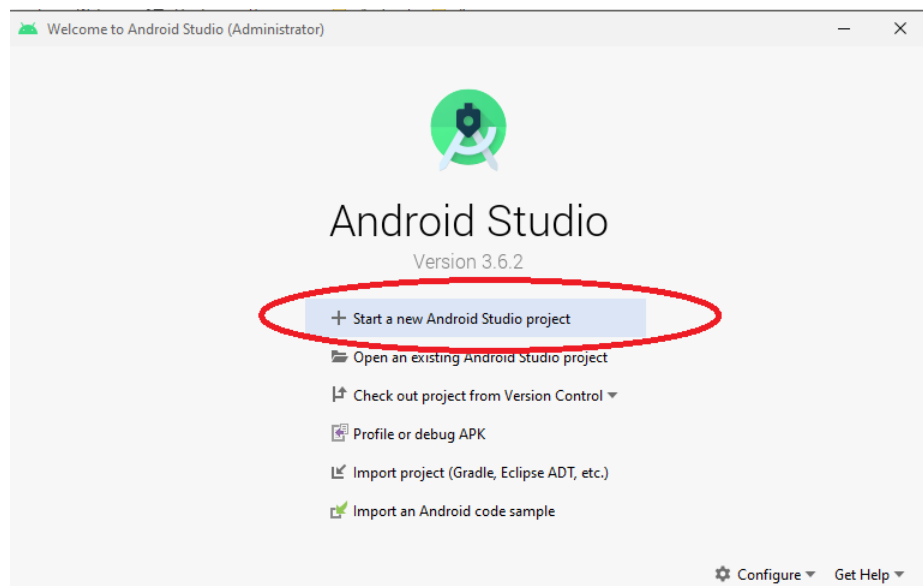 Welcome to Android Studio (Administrator)
Android Studio
Version 3.6.2
Start a new Android Studio project
Open an existing Android Studio project
Check out project from Version Control
Profile or debug APK
Import project (Gradle, Eclipse ADT, etc.)
Import an Android code sample
Configure Get Help